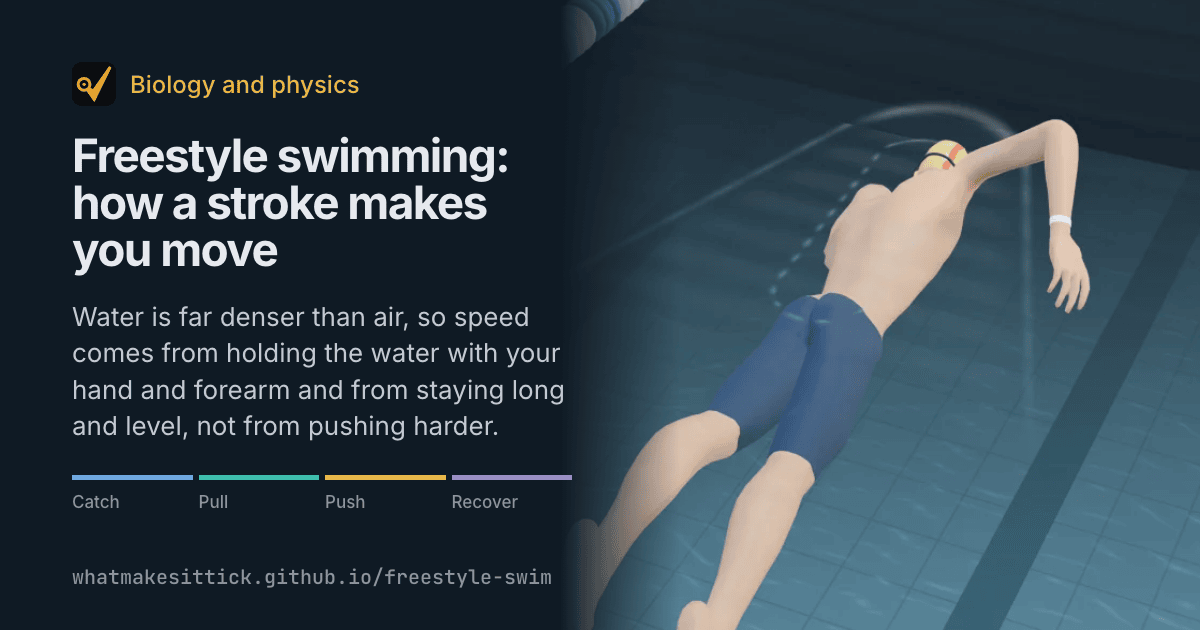 Biology and physics
Freestyle swimming:
how a stroke makes
you move
Water is far denser than air, so speed
comes from holding the water with your
hand and forearm and from staying long
and level, not from pushing harder.
Catch Pull Push Recover
whatmakesittick.github.io/freestyle-swim